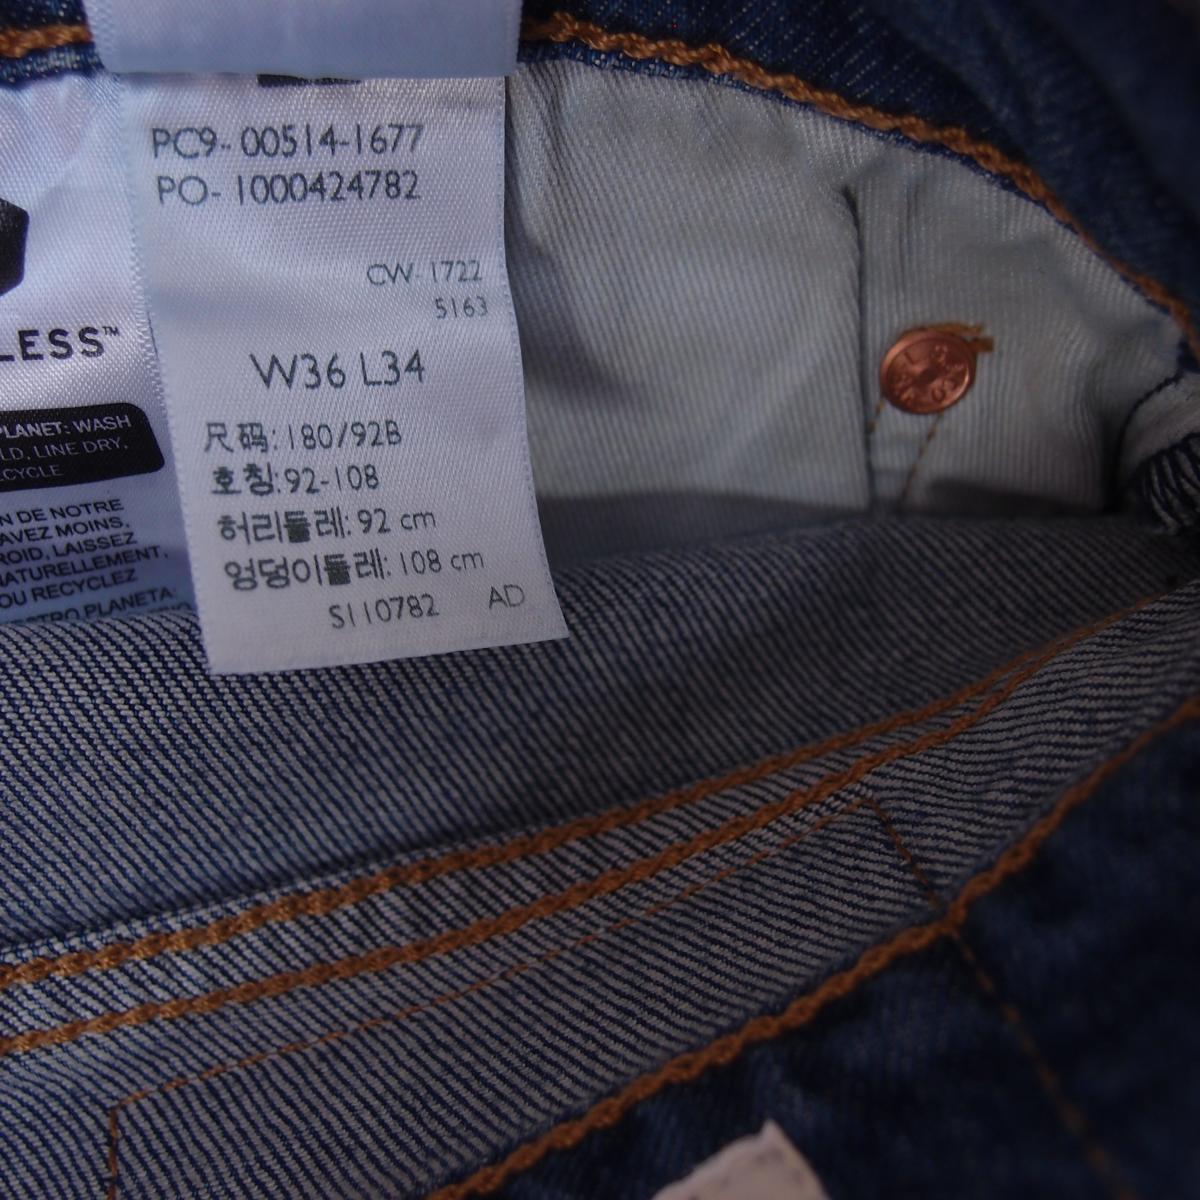 PC9-00514-1677
PO-1000424782
CW-1722
5163
W36 L34
尺码:180/92B
호칭:92-108
허리둘레:92 cm
엉덩이둘레:108 cm
S110782 AD
LESS™
PLANET: WASH
LD, LINE DRY,
ECYCLE
N DE NOTRE
AVEZ MOINS,
ROID, LAISSEZ
NATURELLEMENT,
OU RECYCLEZ
STRO PLANETA: